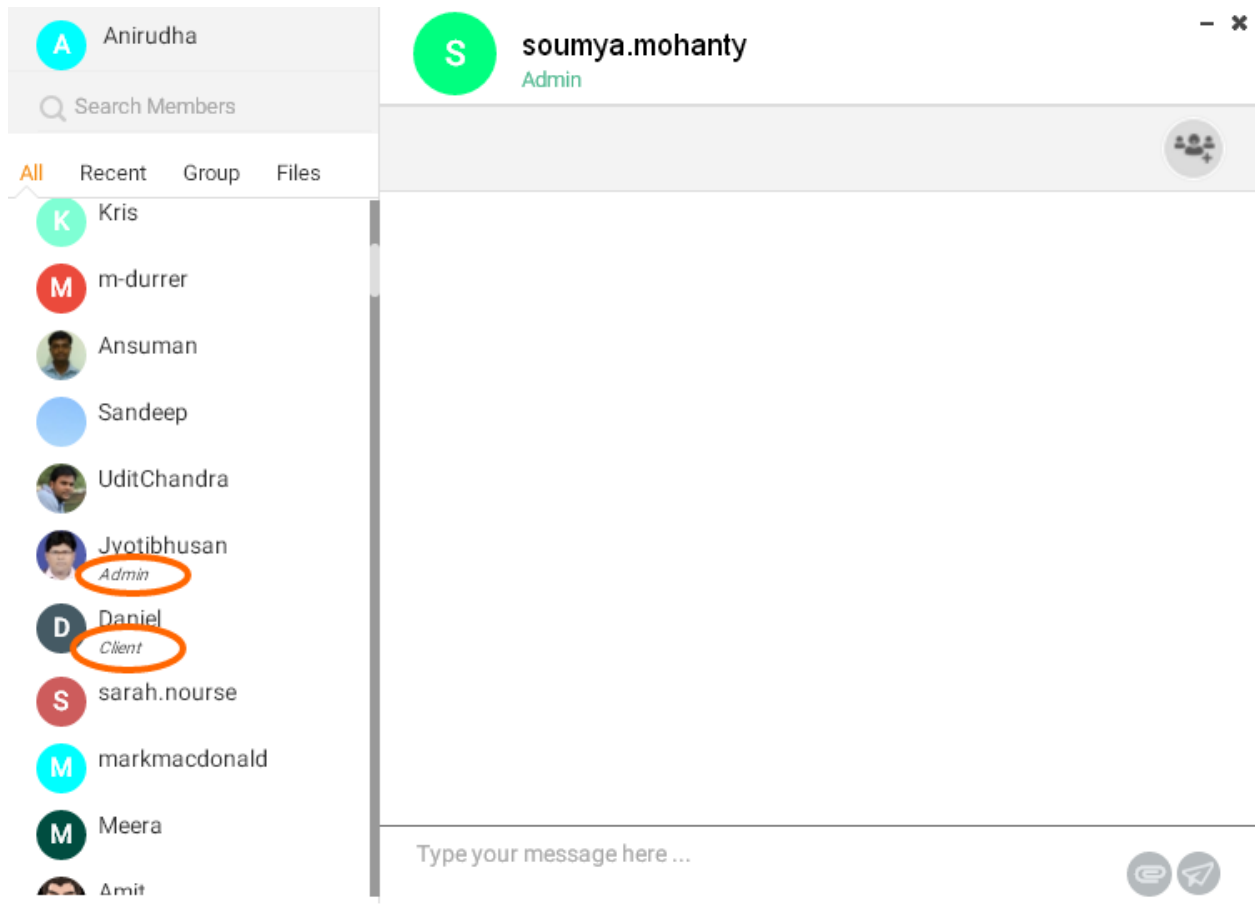 A Anirudha
Search Members
All Recent Group Files
K Kris
M m-durrer
Ansuman
Sandeep
UditChandra
Jyotibhusan
Admin
D Daniel
Client
S sarah.nourse
M markmacdonald
M Meera
Amit
S soumya.mohanty
Admin
Type your message here ...